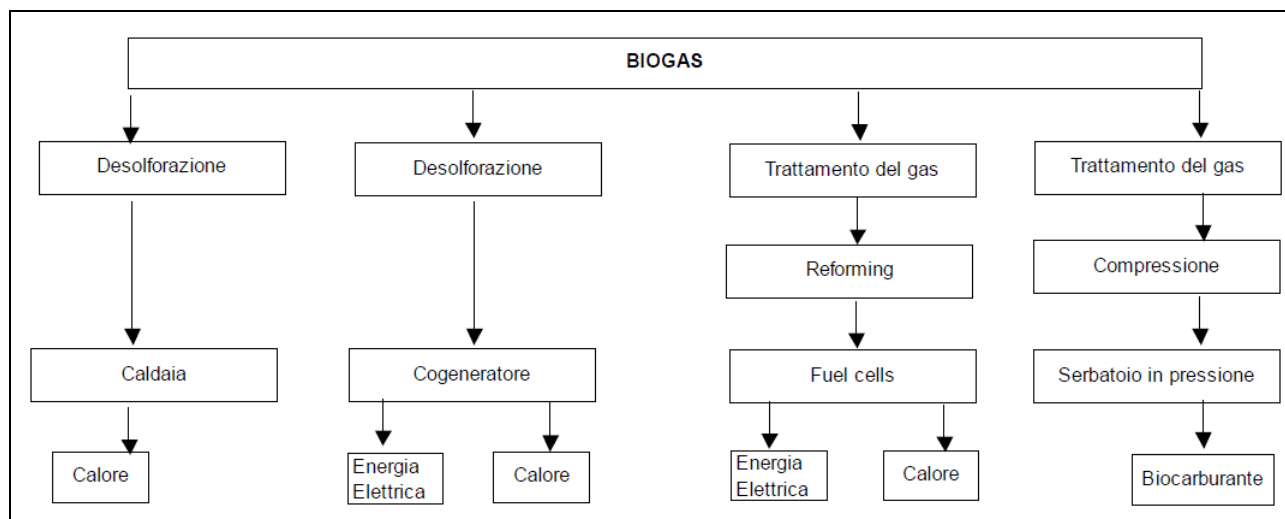 BIOGAS
Desolforazione
Desolforazione
Trattamento del gas
Trattamento del gas
Reforming
Compressione
Caldaia
Cogeneratore
Fuel cells
Serbatoio in pressione
Calore
Energia
Elettrica
Calore
Energia
Elettrica
Calore
Biocarburante